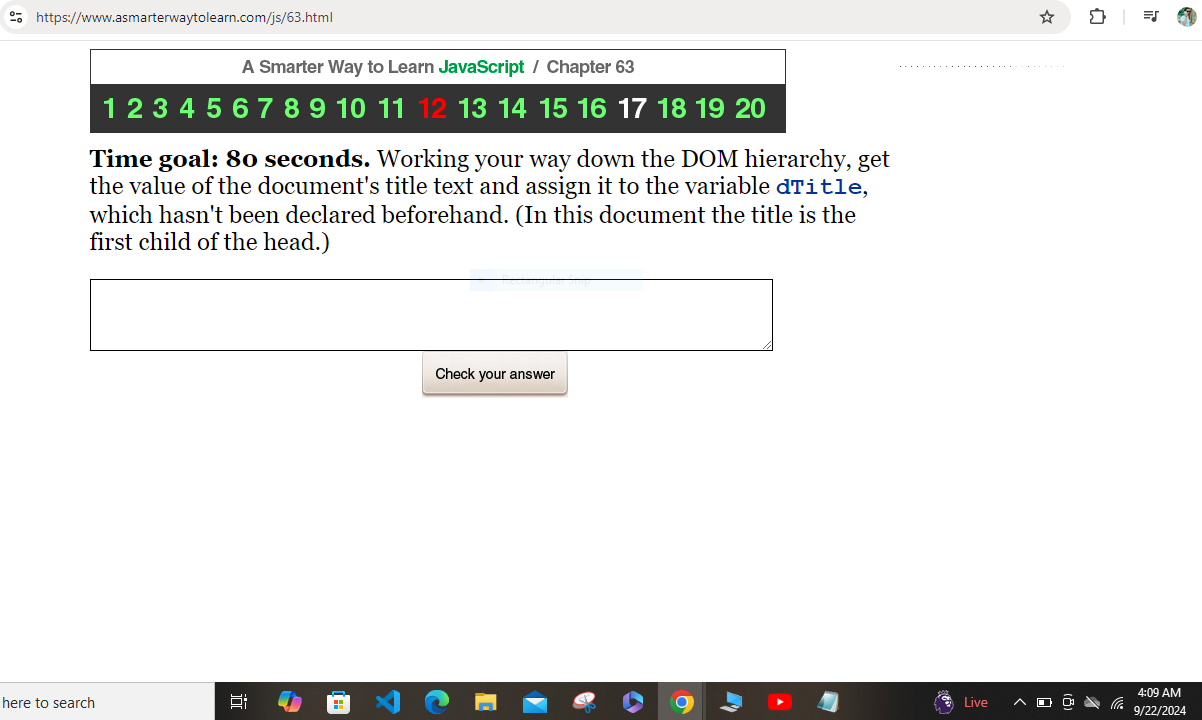 https://www.asmarterwaytolearn.com/js/63.html
A Smarter Way to Learn JavaScript / Chapter 63
1 2 3 4 5 6 7 8 9 10 11 12 13 14 15 16 17 18 19 20
Time goal: 80 seconds. Working your way down the DOM hierarchy, get
the value of the document's title text and assign it to the variable dTitle,
which hasn't been declared beforehand. (In this document the title is the
first child of the head.)
Rectangular Snip
Check your answer
here to search
Live
4:09 AM
9/22/2024